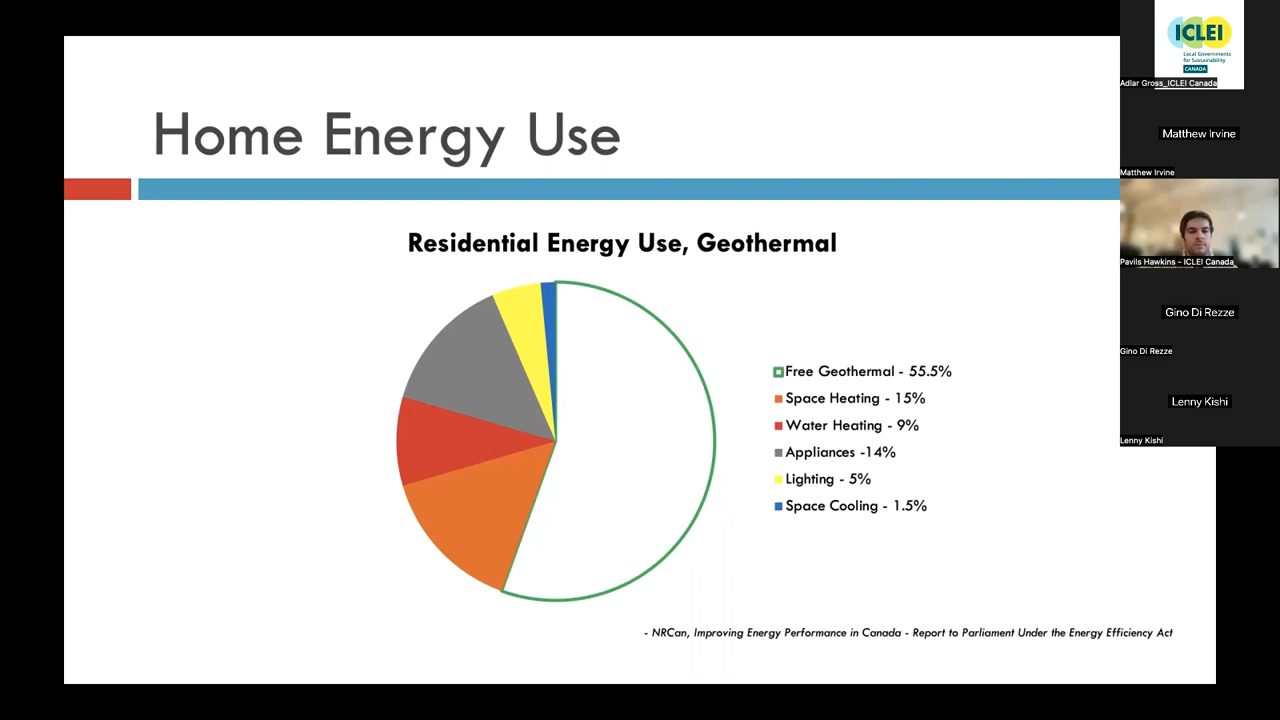 Home Energy Use
Residential Energy Use, Geothermal
Free Geothermal - 55.5%
Space Heating - 15%
Water Heating - 9%
Appliances -14%
Lighting - 5%
Space Cooling - 1.5%
- NRCan, Improving Energy Performance in Canada - Report to Parliament Under the Energy Efficiency Act
ICLEI
Local Governments
for Sustainability
CANADA
Adlar Gross_ICLEI Canada
Matthew Irvine
Matthew Irvine
Pavils Hawkins - ICLEI Canada
Gino Di Rezze
Gino Di Rezze
Lenny Kishi
Lenny Kishi